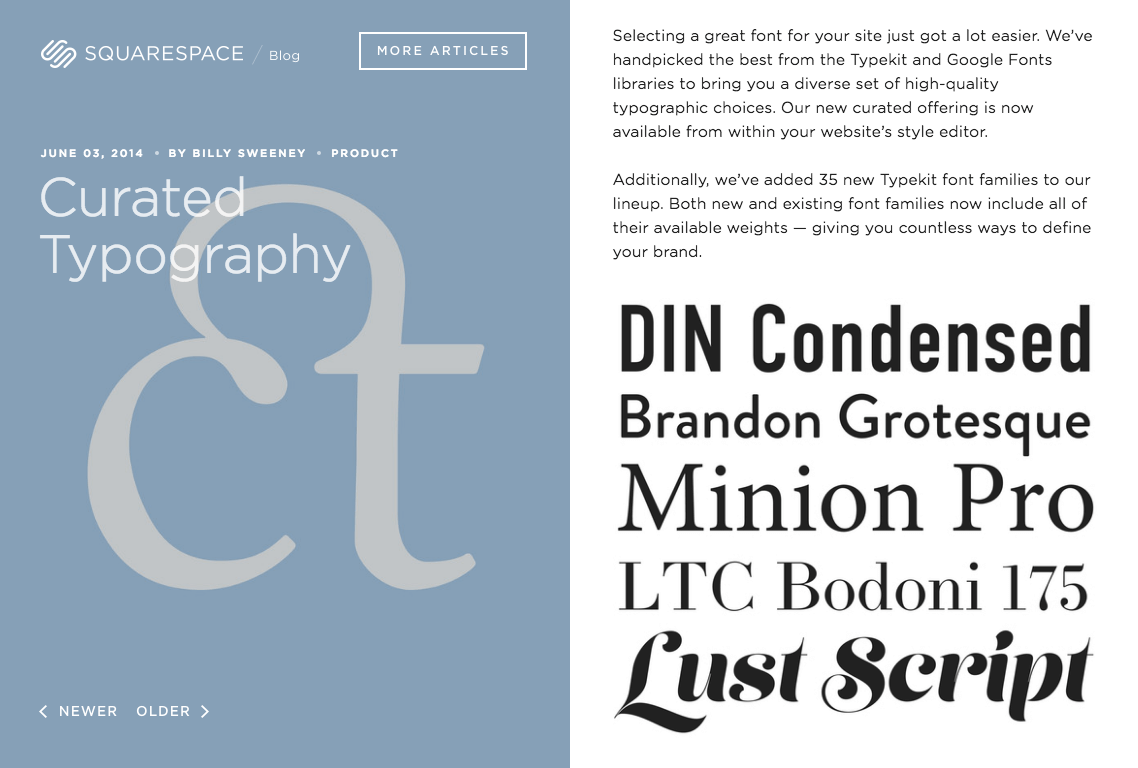 SQUARESPACE / Blog
MORE ARTICLES
JUNE 03, 2014 • BY BILLY SWEENEY • PRODUCT
Curated
Typography
ct
NEWER OLDER
Selecting a great font for your site just got a lot easier. We've
handpicked the best from the Typekit and Google Fonts
libraries to bring you a diverse set of high-quality
typographic choices. Our new curated offering is now
available from within your website’s style editor.
Additionally, we’ve added 35 new Typekit font families to our
lineup. Both new and existing font families now include all of
their available weights — giving you countless ways to define
your brand.
DIN Condensed
Brandon Grotesque
Minion Pro
LTC Bodoni 175
Lust Script